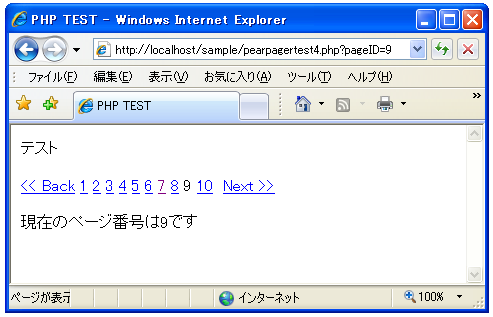 PHP TEST - Windows Internet Explorer
http://localhost/sample/pearpagertest4.php?pageID=9
ファイル(F) 編集(E) 表示(V) お気に入り(A) ツール(T) ヘルプ(H)
PHP TEST
テスト
<< Back 1 2 3 4 5 6 7 8 9 10 Next >>
現在のページ番号は9です
ページが表示 インターネット 100%